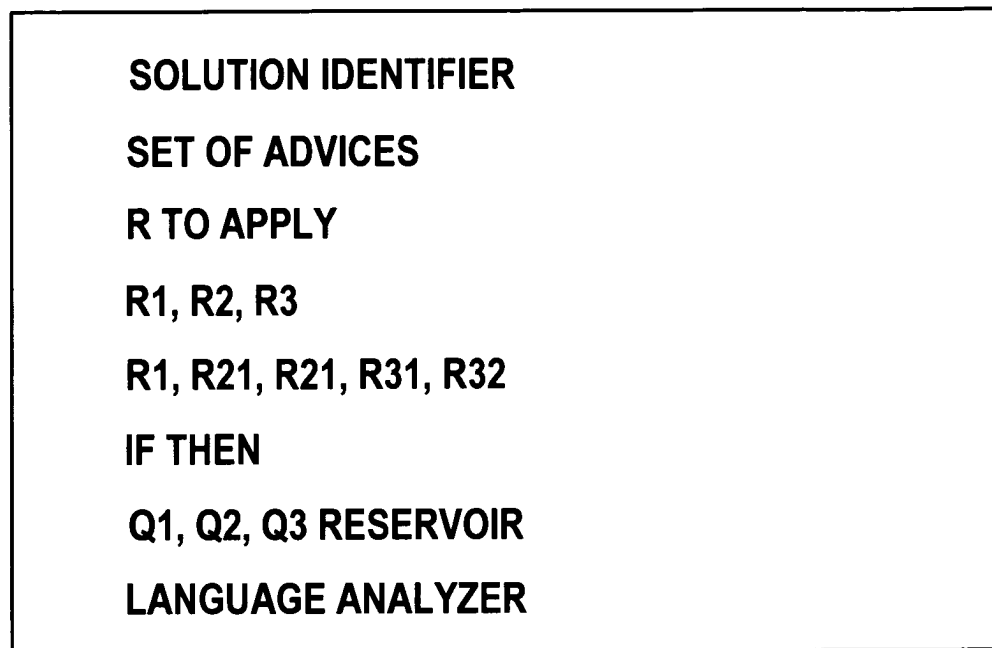 SOLUTION IDENTIFIER
SET OF ADVICES
R TO APPLY
R1, R2, R3
R1, R21, R21, R31, R32
IF THEN
Q1, Q2, Q3 RESERVOIR
LANGUAGE ANALYZER